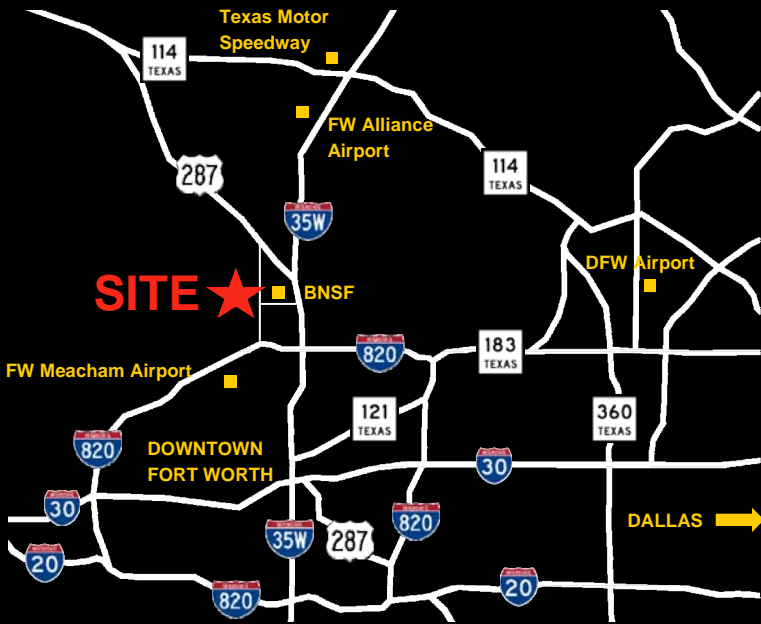 Texas Motor
Speedway
114
TEXAS
FW Alliance
Airport
114
TEXAS
287
35W
DFW Airport
SITE
BNSF
183
TEXAS
820
FW Meacham Airport
121
TEXAS
360
TEXAS
820
DOWNTOWN
FORT WORTH
30
30
820
DALLAS
35W
287
20
20
820